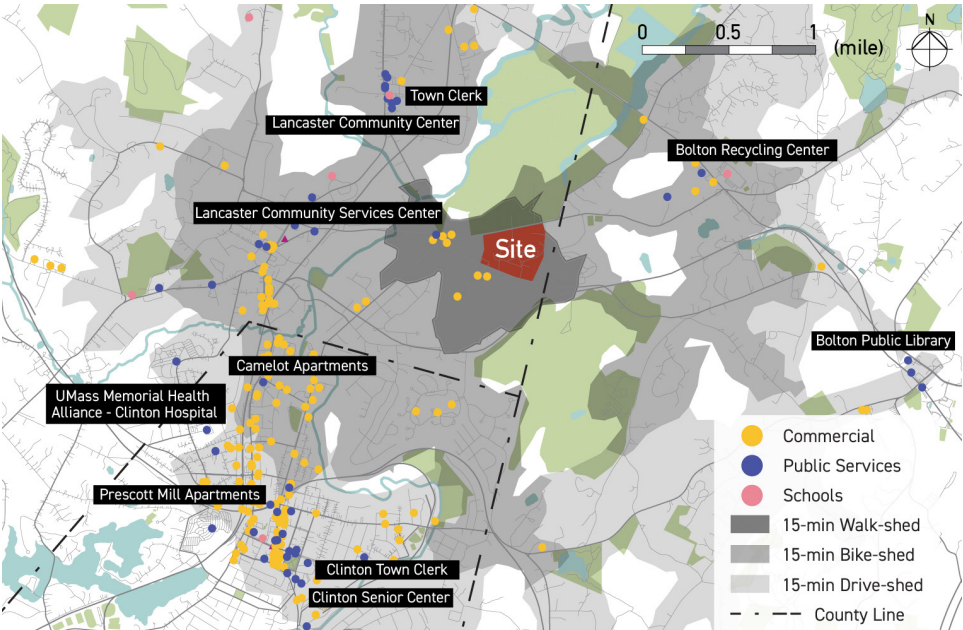 0 0.5 1
(mile)
N
Town Clerk
Lancaster Community Center
Bolton Recycling Center
Lancaster Community Services Center
Site
Bolton Public Library
Camelot Apartments
UMass Memorial Health
Alliance - Clinton Hospital
Prescott Mill Apartments
Clinton Town Clerk
Clinton Senior Center
Commercial
Public Services
Schools
15-min Walk-shed
15-min Bike-shed
15-min Drive-shed
County Line